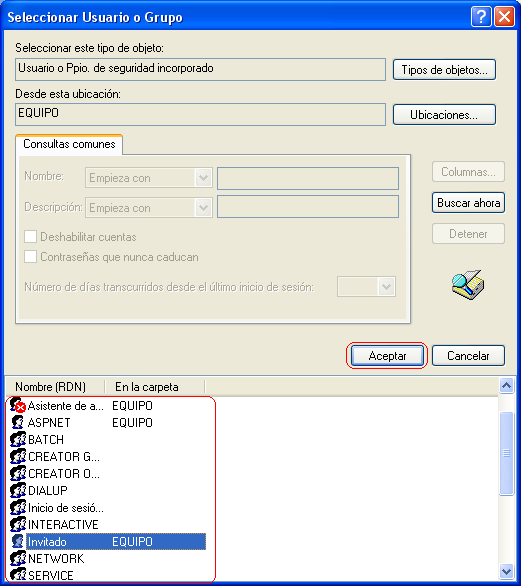 Seleccionar Usuario o Grupo
Seleccionar este tipo de objeto:
Usuario o Ppio. de seguridad incorporado
Tipos de objetos...
Desde esta ubicación:
EQUIPO
Ubicaciones...
Consultas comunes
Nombre: Empieza con
Columnas...
Descripción: Empieza con
Buscar ahora
Deshabilitar cuentas
Detener
Contraseñas que nunca caducan
Número de días transcurridos desde el último inicio de sesión:
Aceptar Cancelar
Nombre (RDN) En la carpeta
Asistente de a... EQUIPO
ASPNET EQUIPO
BATCH
CREATOR G...
CREATOR O...
DIALUP
Inicio de sesió...
INTERACTIVE
Invitado EQUIPO
NETWORK
SERVICE